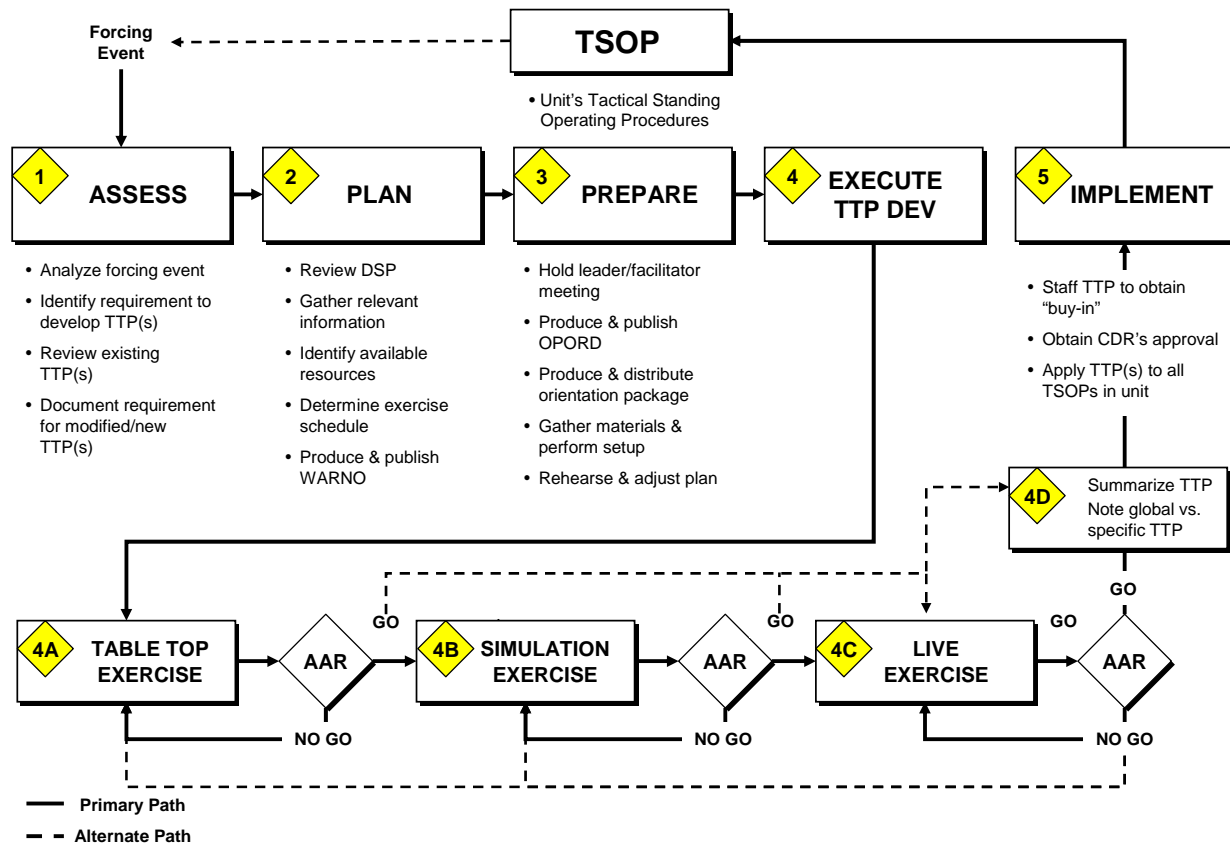 Forcing
Event
TSOP
• Unit's Tactical Standing
Operating Procedures
1
ASSESS
2
PLAN
3
PREPARE
4
EXECUTE
TTP DEV
5
IMPLEMENT
• Analyze forcing event
• Identify requirement to
develop TTP(s)
• Review existing
TTP(s)
• Document requirement
for modified/new
TTP(s)
• Review DSP
• Gather relevant
information
• Identify available
resources
• Determine exercise
schedule
• Produce & publish
WARNO
• Hold leader/facilitator
meeting
• Produce & publish
OPORD
• Produce & distribute
orientation package
• Gather materials &
perform setup
• Rehearse & adjust plan
• Staff TTP to obtain
“buy-in”
• Obtain CDR's approval
• Apply TTP(s) to all
TSOPs in unit
4D
Summarize TTP
Note global vs.
specific TTP
GO
4A
TABLE TOP
EXERCISE
AAR
GO
NO GO
4B
SIMULATION
EXERCISE
AAR
GO
NO GO
4C
LIVE
EXERCISE
GO
AAR
NO GO
Primary Path
Alternate Path